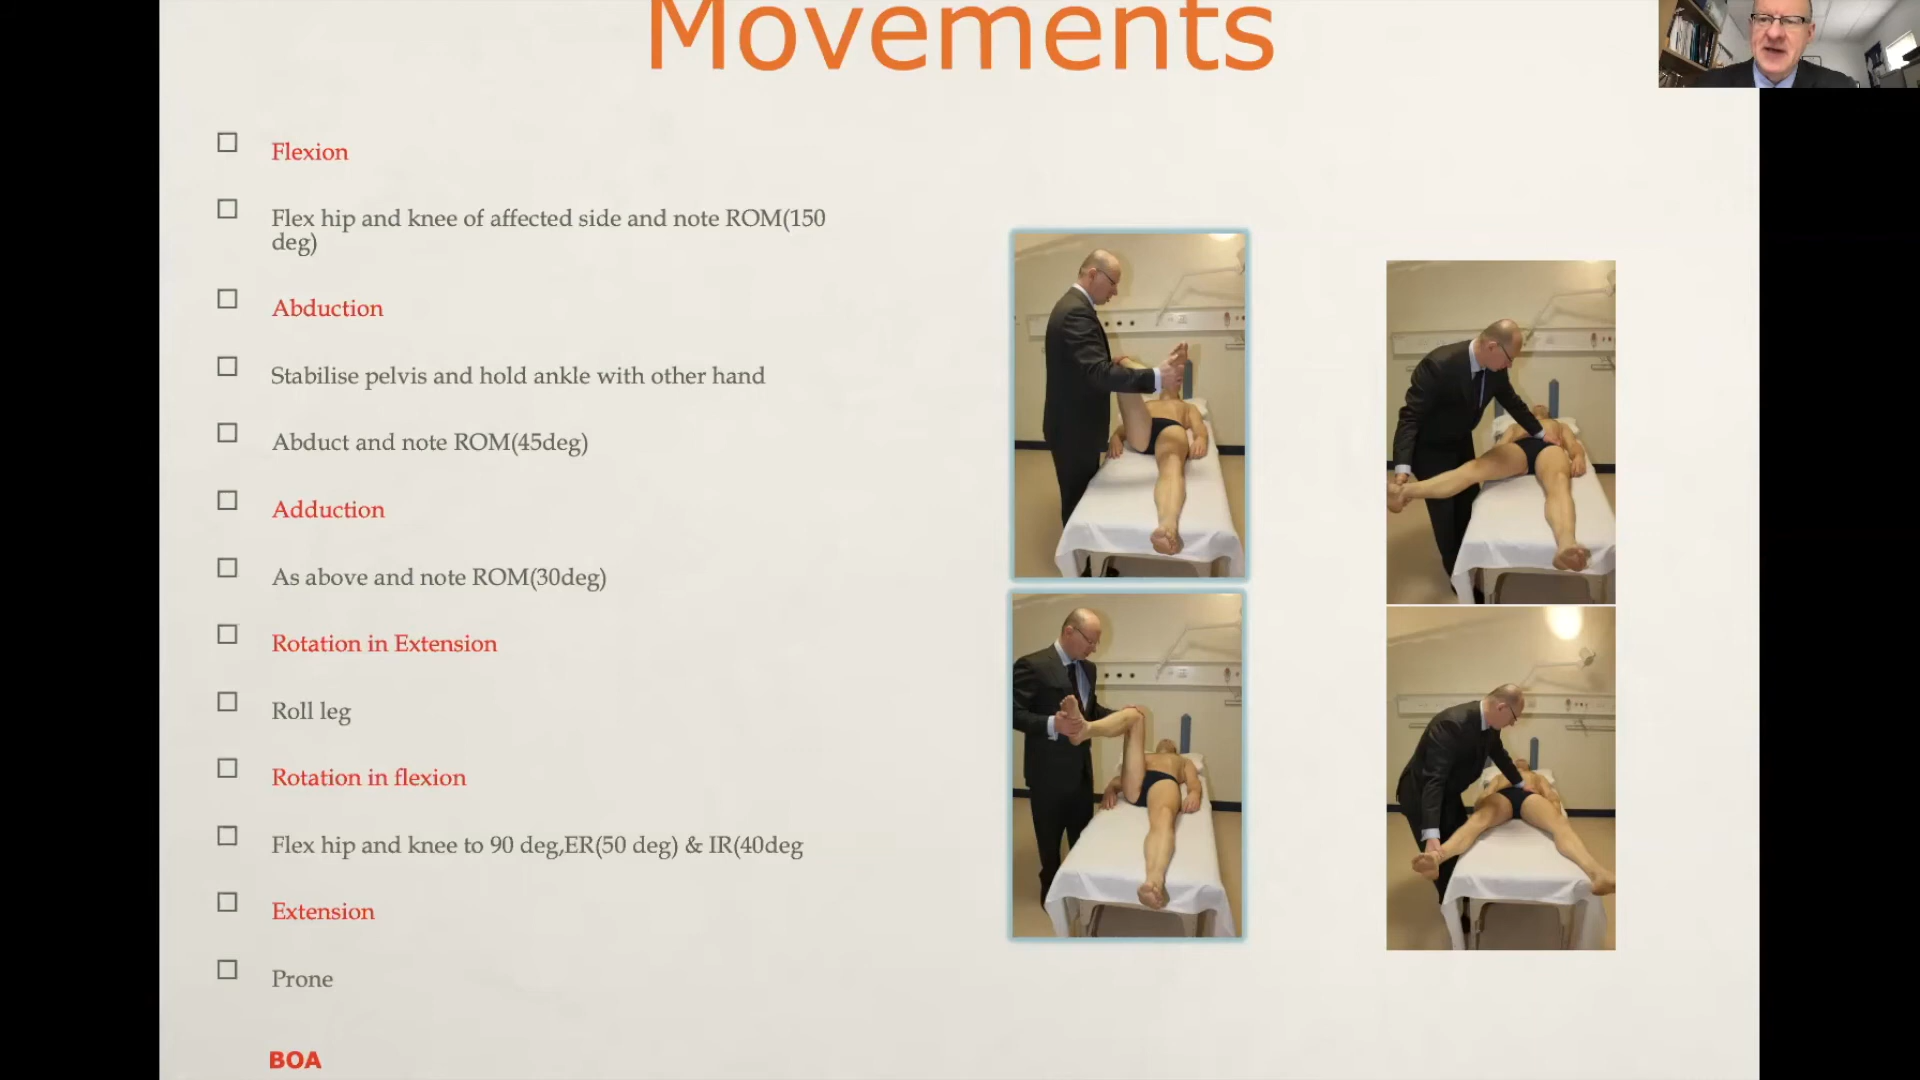 Movements
Flexion
Flex hip and knee of affected side and note ROM(150
deg)
Abduction
Stabilise pelvis and hold ankle with other hand
Abduct and note ROM(45deg)
Adduction
As above and note ROM(30deg)
Rotation in Extension
Roll leg
Rotation in flexion
Flex hip and knee to 90 deg,ER(50 deg) & IR(40deg
Extension
Prone
BOA